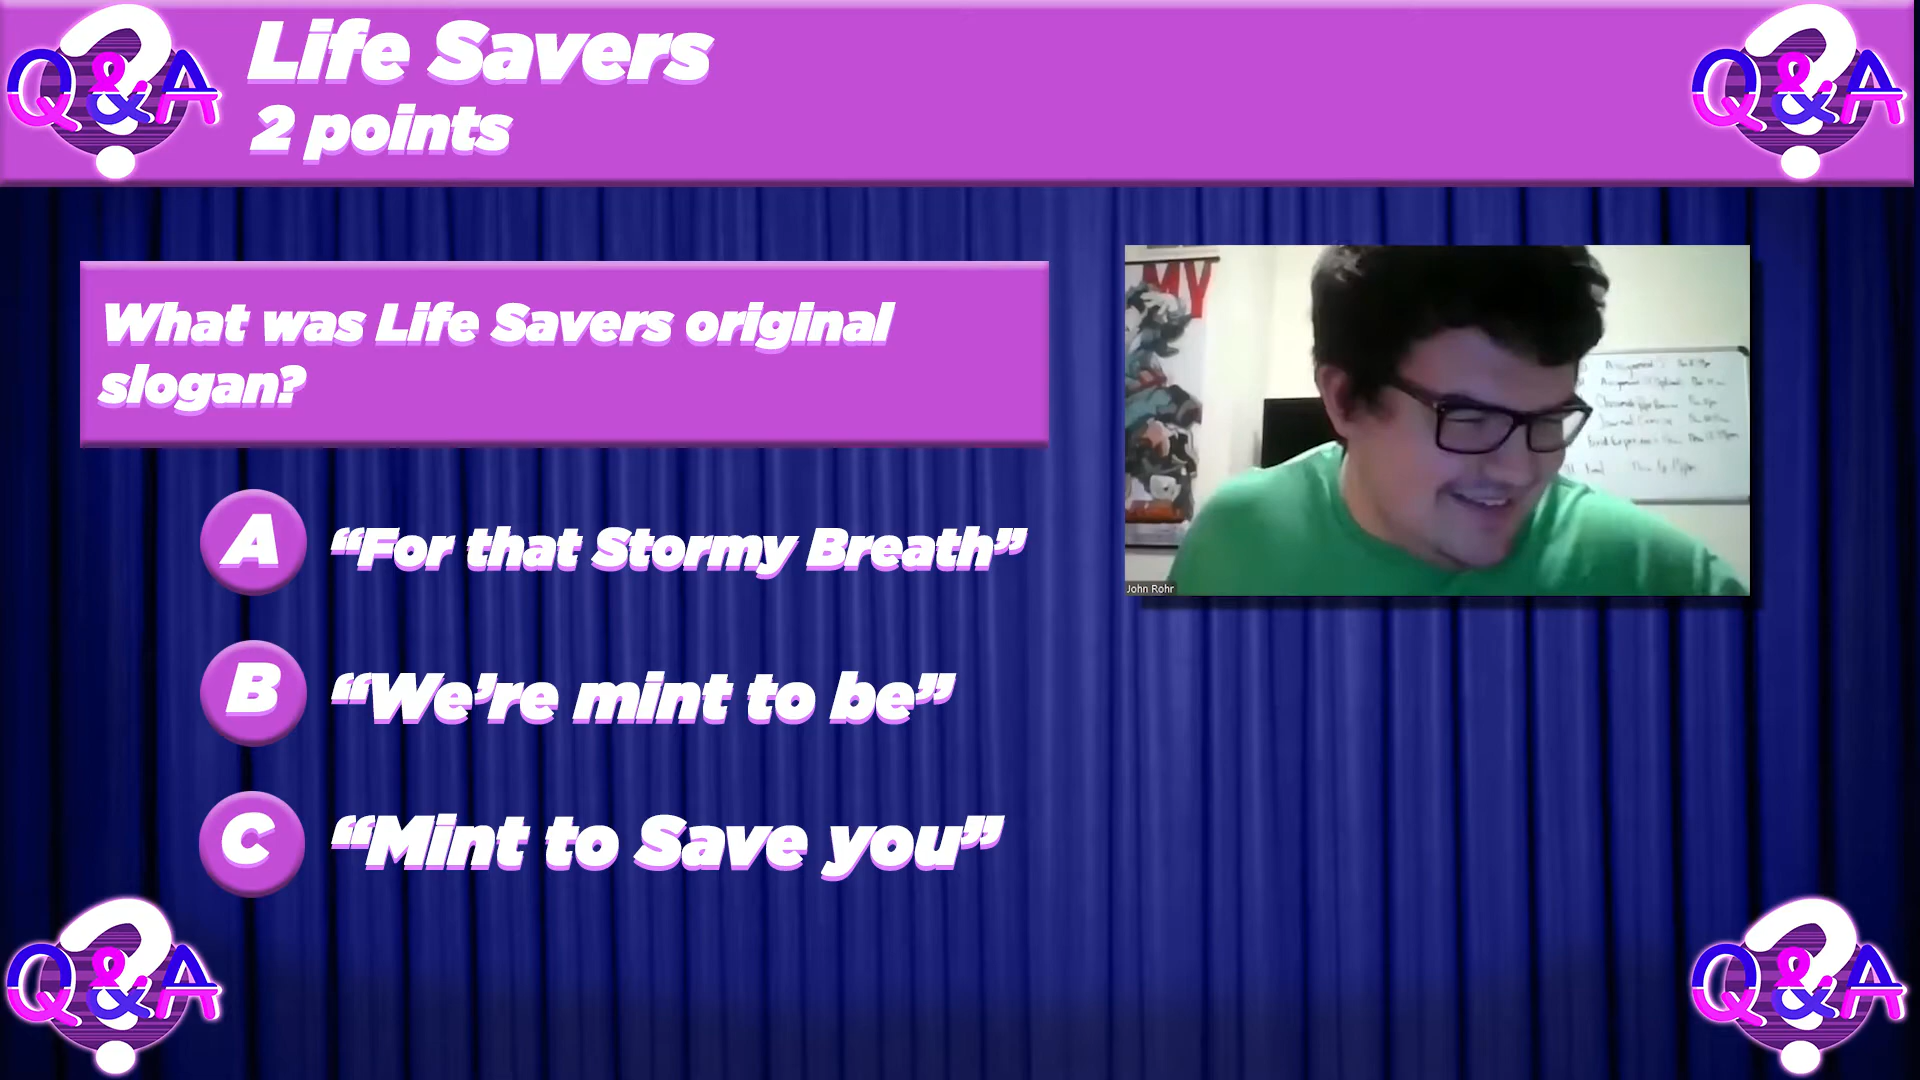 Q&A
Life Savers
2 points
Q&A
What was Life Savers original
slogan?
MY
A
“For that Stormy Breath”
B
“We’re mint to be”
C
“Mint to Save you”
John Rohr
Q&A
Q&A